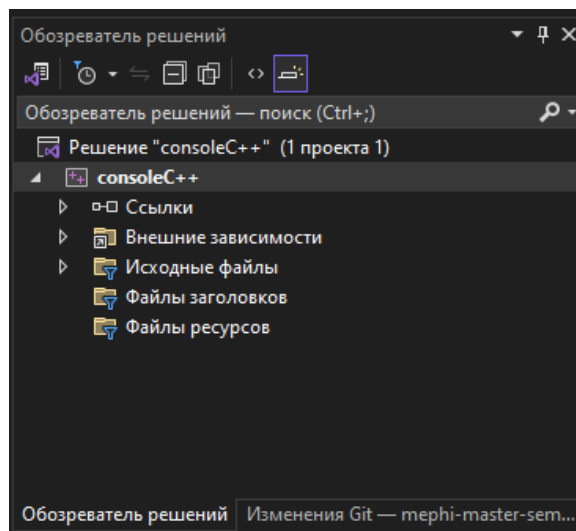 Обозреватель решений
Обозреватель решений — поиск (Ctrl+;)
Решение "consoleC++" (1 проекта 1)
consoleC++
Ссылки
Внешние зависимости
Исходные файлы
Файлы заголовков
Файлы ресурсов
Обозреватель решений Изменения Git — mephi-master-sem...